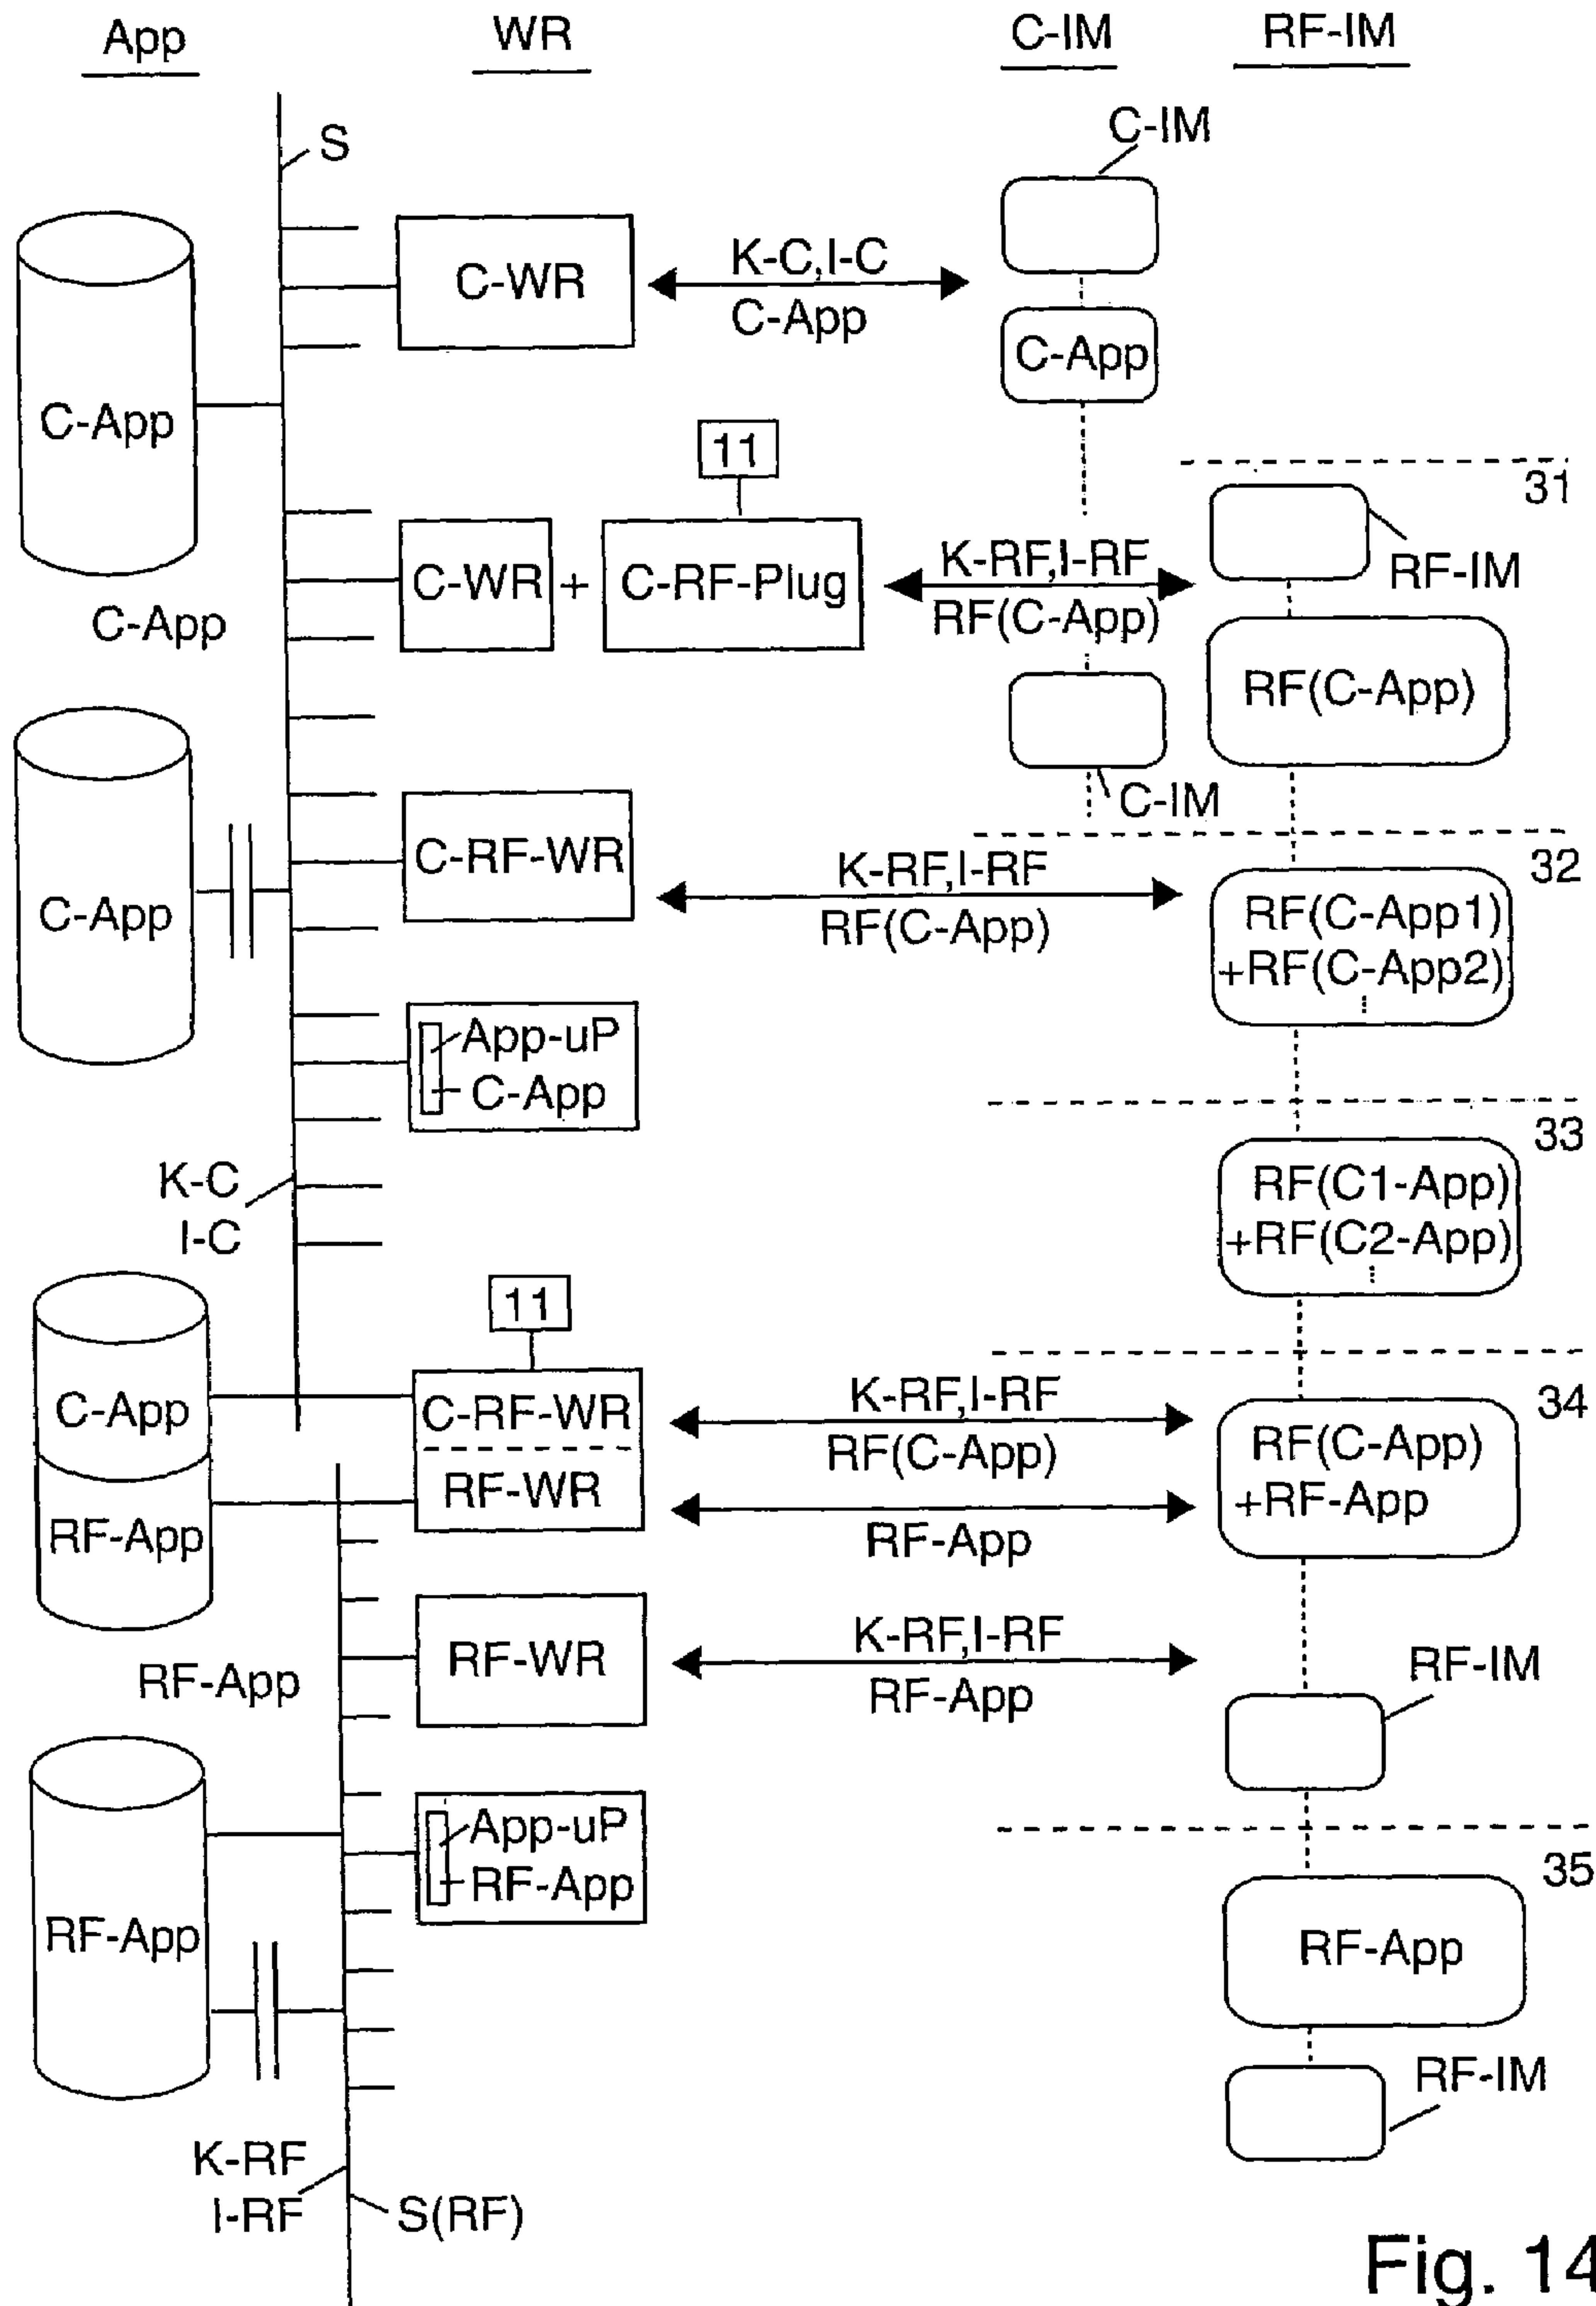 App WR C-IM RF-IM
S
C-IM
C-WR
K-C,I-C
C-App
C-App
C-App
11
31
C-WR + C-RF-Plug
K-RF,I-RF
RF(C-App)
RF-IM
C-App
RF(C-App)
C-IM
C-App
C-RF-WR
K-RF,I-RF
RF(C-App)
32
RF(C-App1)
+RF(C-App2)
App-uP
C-App
33
K-C
I-C
RF(C1-App)
+RF(C2-App)
11
C-App
C-RF-WR
K-RF,I-RF
RF(C-App)
34
RF(C-App)
+RF-App
RF-App
RF-WR
RF-App
RF-App
RF-WR
K-RF,I-RF
RF-App
RF-IM
App-uP
RF-App
35
RF-App
RF-App
RF-IM
K-RF
I-RF
S(RF)
Fig. 14